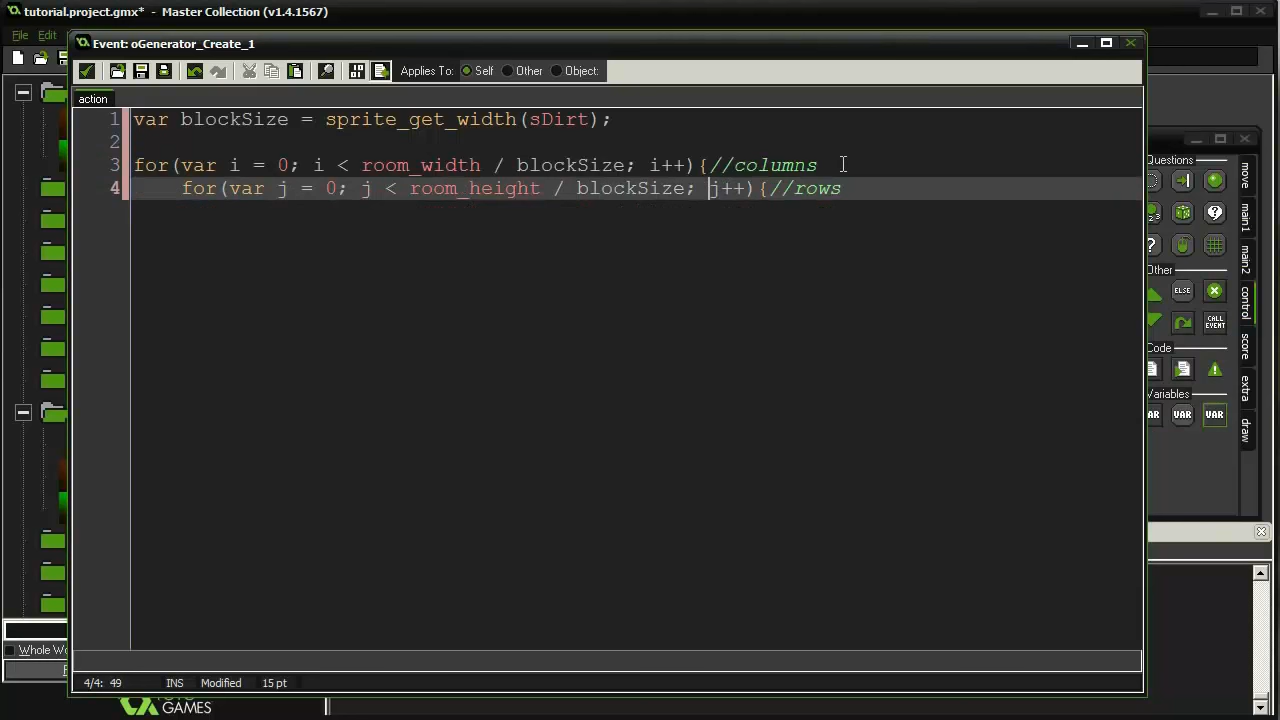 tutorial.project.gmx* - Master Collection (v1.4.1567)
File Edit
Event: oGenerator_Create_1
Applies To: Self Other Object:
action
1 var blockSize = sprite_get_width(sDirt);
2
3 for(var i = 0; i < room_width / blockSize; i++){//columns
4 for(var j = 0; j < room_height / blockSize; j++){//rows
Questions
Other
ELSE
CALL EVENT
Code
Variables
VAR VAR
move
main1
main2
control
score
extra
draw
Whole
4/4: 49 INS Modified 15 pt
GAMES